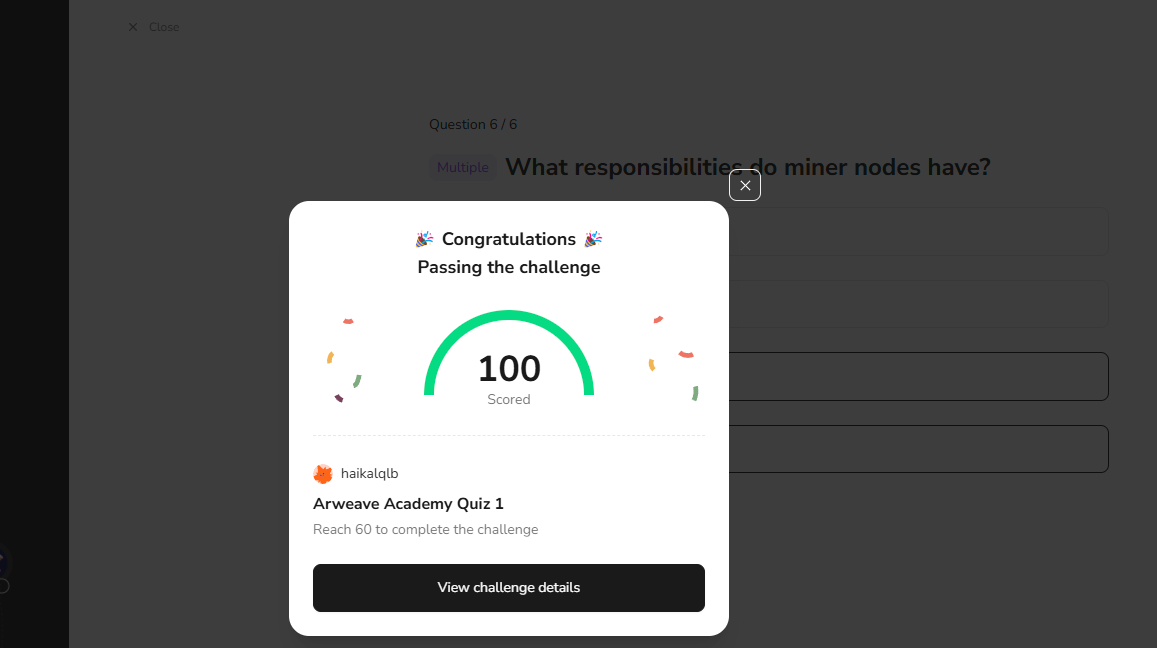 Close
Question 6 / 6
Multiple What responsibilities do miner nodes have?
Congratulations
Passing the challenge
100
Scored
haikalqlb
Arweave Academy Quiz 1
Reach 60 to complete the challenge
View challenge details